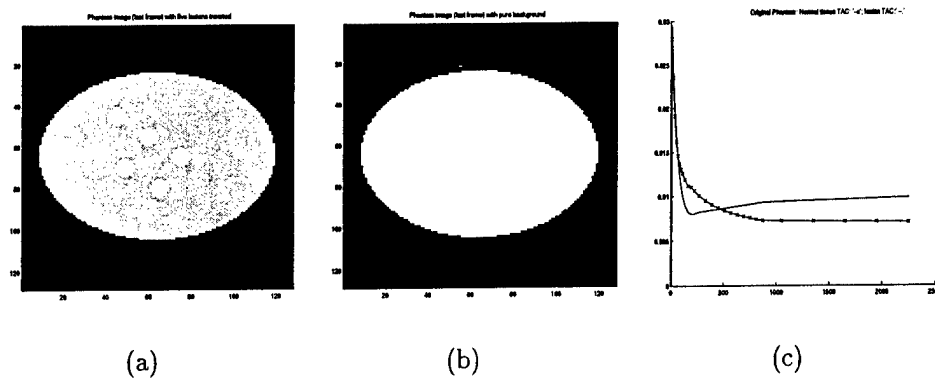 Phantom image (last frame) with five lesions inserted
20
40
60
80
100
120
20 40 60 80 100 120
(a)
Phantom image (last frame) with pure background
20
40
60
80
100
120
20 40 60 80 100 120
(b)
Original Phantom: Normal tissue TAC:
0.03
0.025
0.02
0.015
0.01
0.005
0
0 500 1000 1500 2000
(c)